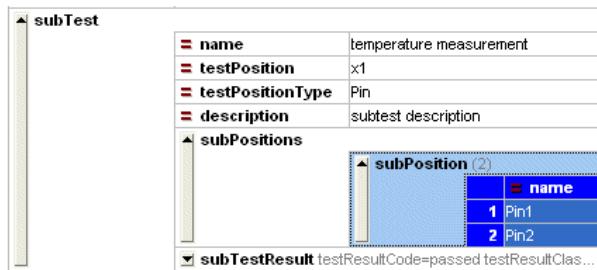 subTest
= name temperature measurement
= testPosition x1
= testPositionType Pin
= description subtest description
subPositions
subPosition (2)
= name
1 Pin1
2 Pin2
subTestResult testResultCode=passed testResultClas...